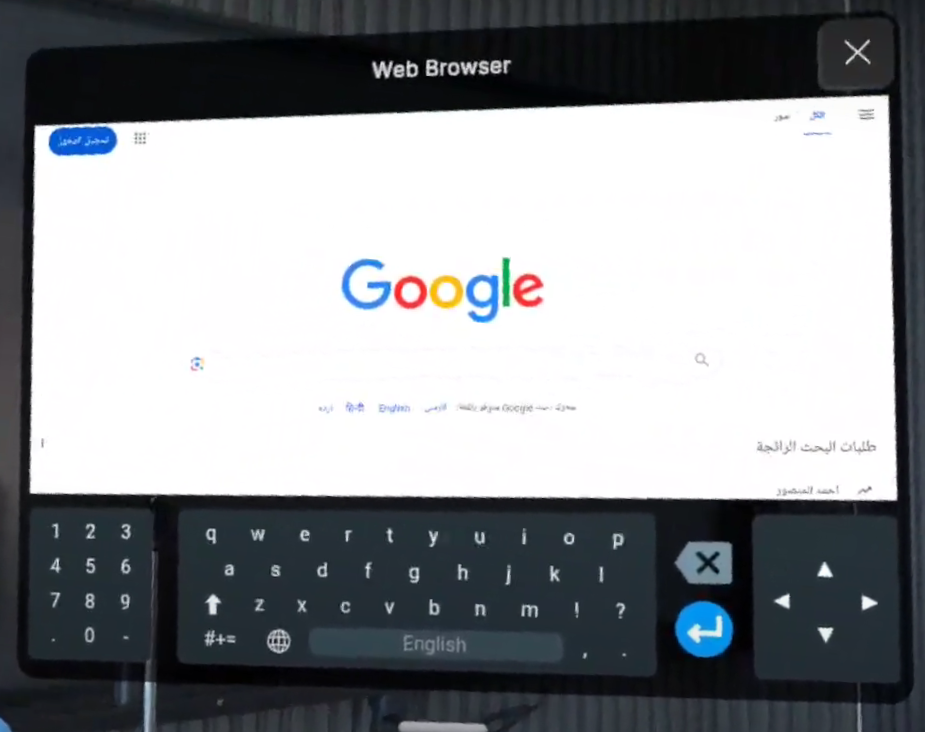 Web Browser
الكل صور
تسجيل الدخول
Google
English हिन्दी اردو
طلبات البحث الرائجة
أحمد المنصور
1 2 3 q w e r t y u i o p
4 5 6 a s d f g h j k l
7 8 9 z x c v b n m ! ?
. 0 - #+= English , .